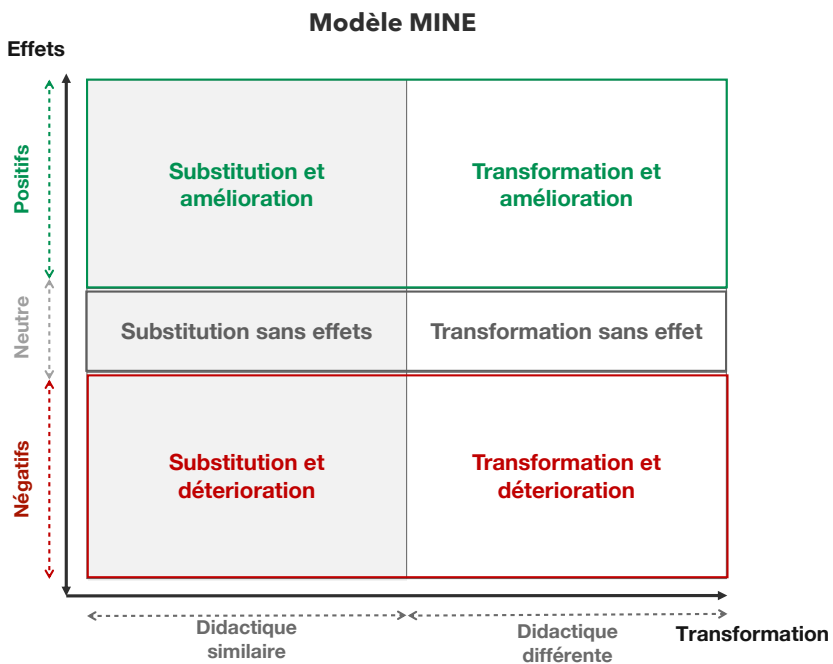 Modèle MINE
Effets
Positifs
Substitution et
amélioration
Transformation et
amélioration
Neutre
Substitution sans effets
Transformation sans effet
Négatifs
Substitution et
déterioration
Transformation et
déterioration
Didactique
similaire
Didactique
différente
Transformation